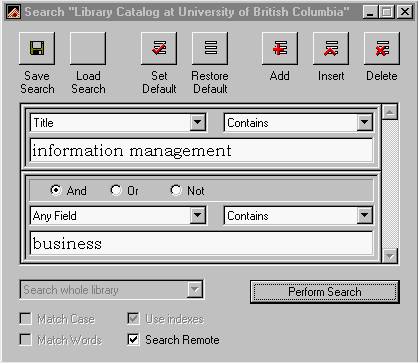 Search "Library Catalog at University of British Columbia"
Save Search
Load Search
Set Default
Restore Default
Add
Insert
Delete
Title
Contains
information management
And
Or
Not
Any Field
Contains
business
Search whole library
Perform Search
Match Case
Use indexes
Match Words
Search Remote